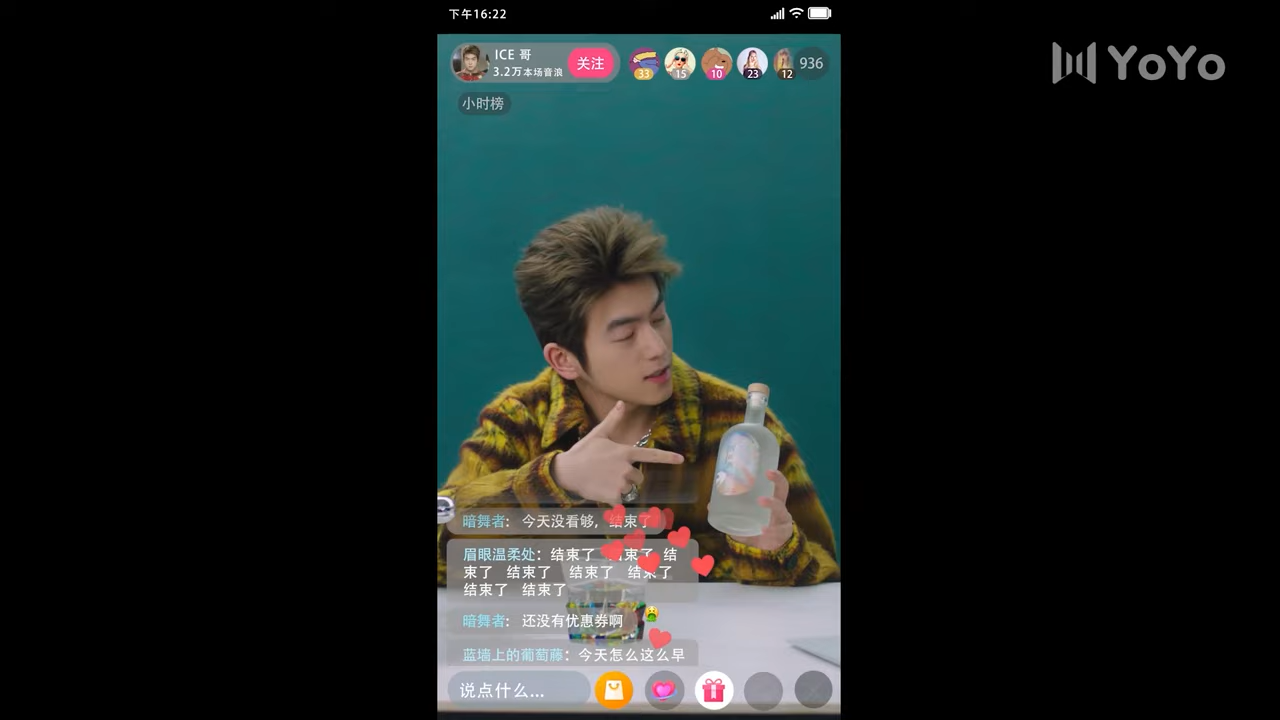 下午16:22
ICE 哥
3.2万本场音浪
关注
33
15
10
23
12
936
小时榜
YoYo
暗舞者： 今天没看够，结束了
眉眼温柔处：结束了 结束了 结
束了 结束了 结束了 结束了
结束了 结束了
暗舞者： 还没有优惠券啊
蓝墙上的葡萄藤：今天怎么这么早
说点什么...